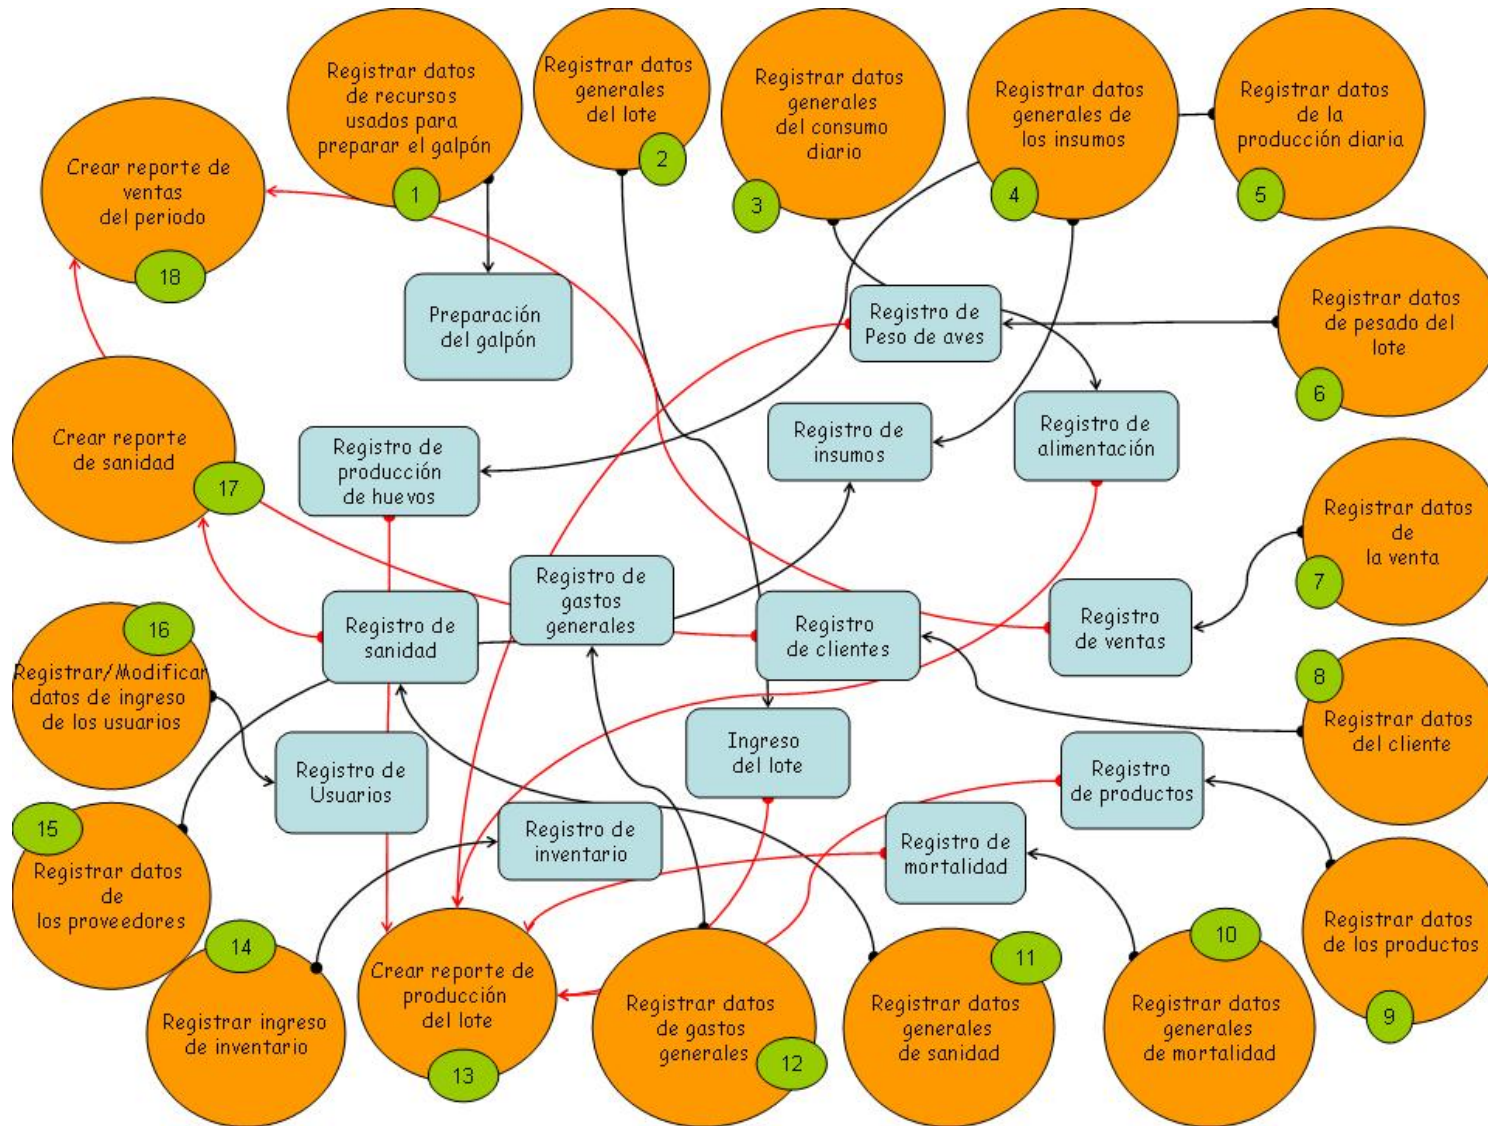 Registrar datos
de recursos
usados para
preparar el galpón
1
Registrar datos
generales
del lote
2
Registrar datos
generales
del consumo
diario
3
Registrar datos
generales de
los insumos
4
Registrar datos
de la
producción diaria
5
Crear reporte de
ventas
del periodo
18
Preparación
del galpón
Registro de
Peso de aves
Registrar datos
de pesado del
lote
6
Crear reporte
de sanidad
17
Registro de
producción
de huevos
Registro de
insumos
Registro de
alimentación
Registrar datos
de
la venta
7
Registro de
sanidad
Registro de
gastos
generales
Registro
de clientes
Registro
de ventas
16
Registrar/Modificar
datos de ingreso
de los usuarios
8
Registrar datos
del cliente
Registro de
Usuarios
Ingreso
del lote
Registro
de productos
15
Registrar datos
de
los proveedores
Registro de
inventario
Registro de
mortalidad
Registrar datos
de los productos
9
14
Registrar ingreso
de inventario
Crear reporte de
producción
del lote
13
Registrar datos
de gastos
generales
12
11
Registrar datos
generales
de sanidad
10
Registrar datos
generales
de mortalidad